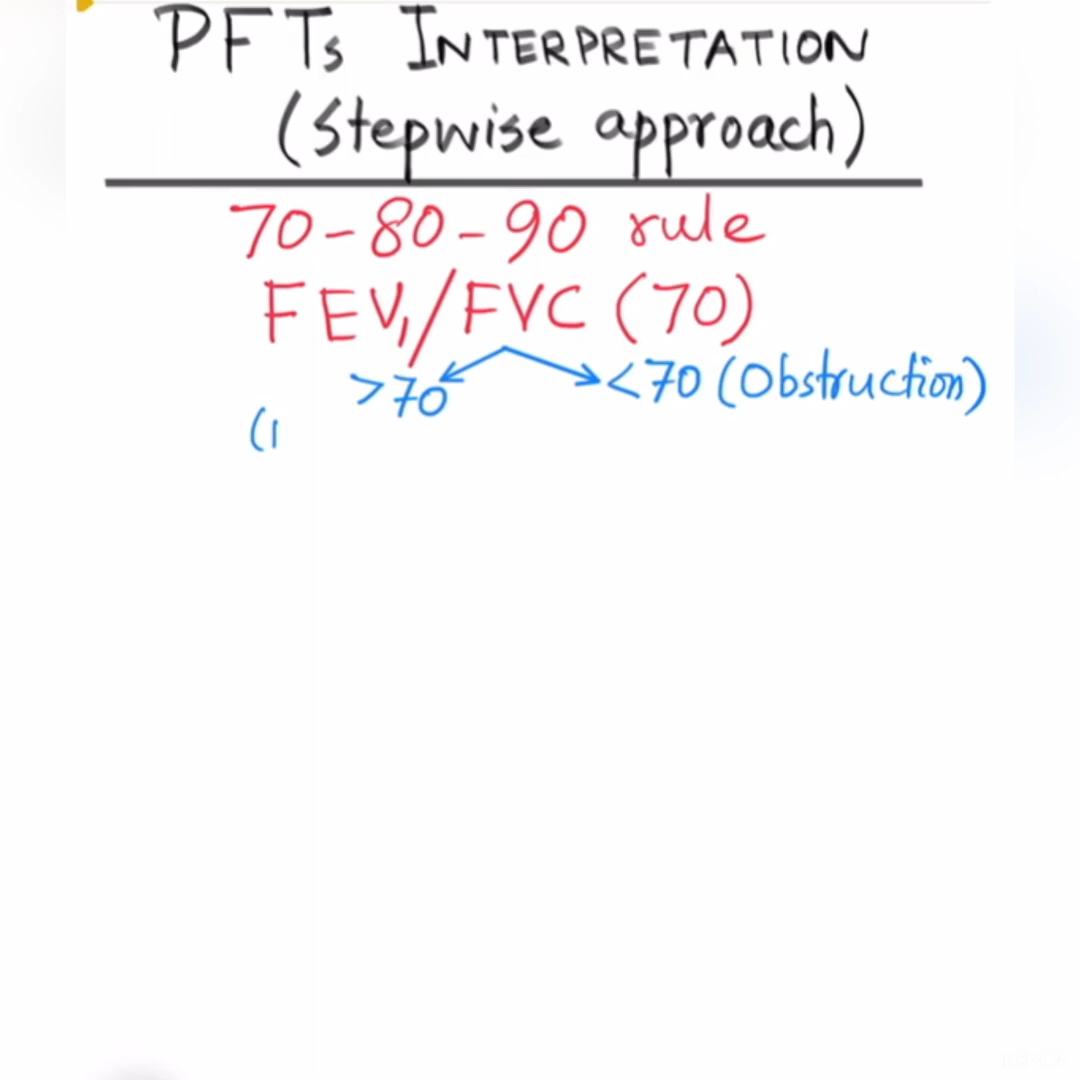 PFTs INTERPRETATION
(Stepwise approach)
70-80-90 rule
FEV₁/FVC (70)
>70 <70 (Obstruction)
(